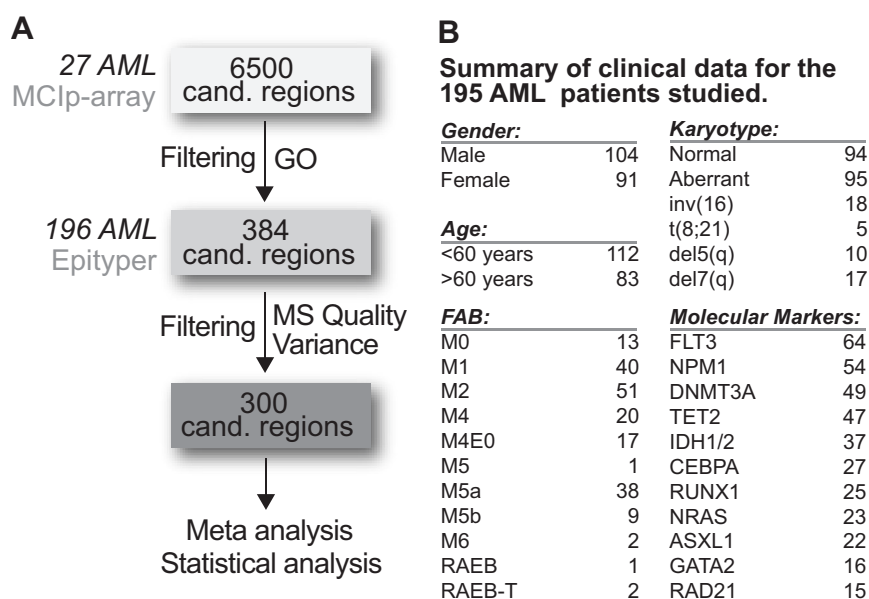 A
27 AML
MCIp-array
6500
cand. regions
Filtering GO
196 AML
Epityper
384
cand. regions
Filtering MS Quality
Variance
300
cand. regions
Meta analysis
Statistical analysis
B
Summary of clinical data for the
195 AML patients studied.
Gender:
Male 104
Female 91
Age:
<60 years 112
>60 years 83
FAB:
M0 13
M1 40
M2 51
M4 20
M4E0 17
M5 1
M5a 38
M5b 9
M6 2
RAEB 1
RAEB-T 2
Karyotype:
Normal 94
Aberrant 95
inv(16) 18
t(8;21) 5
del5(q) 10
del7(q) 17
Molecular Markers:
FLT3 64
NPM1 54
DNMT3A 49
TET2 47
IDH1/2 37
CEBPA 27
RUNX1 25
NRAS 23
ASXL1 22
GATA2 16
RAD21 15